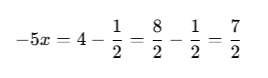 −5x = 4 − 1/2 = 8/2 − 1/2 = 7/2